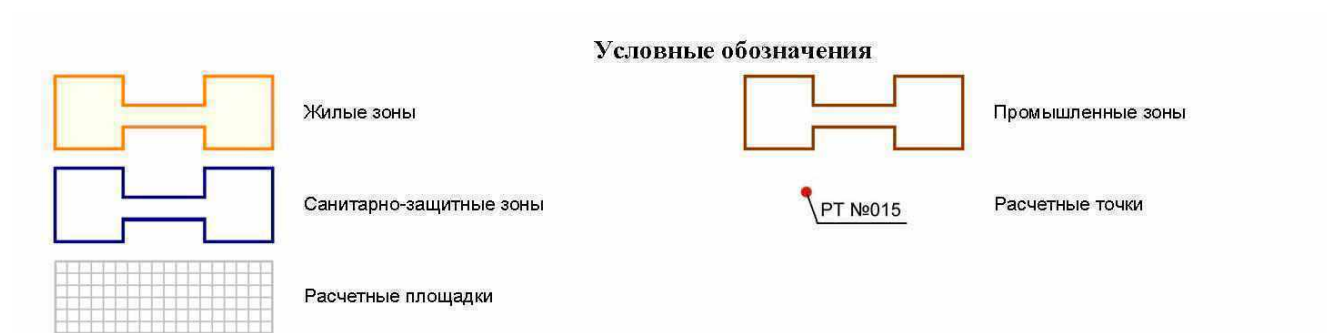 Условные обозначения
Жилые зоны
Промышленные зоны
Санитарно-защитные зоны
РТ №015
Расчетные точки
Расчетные площадки